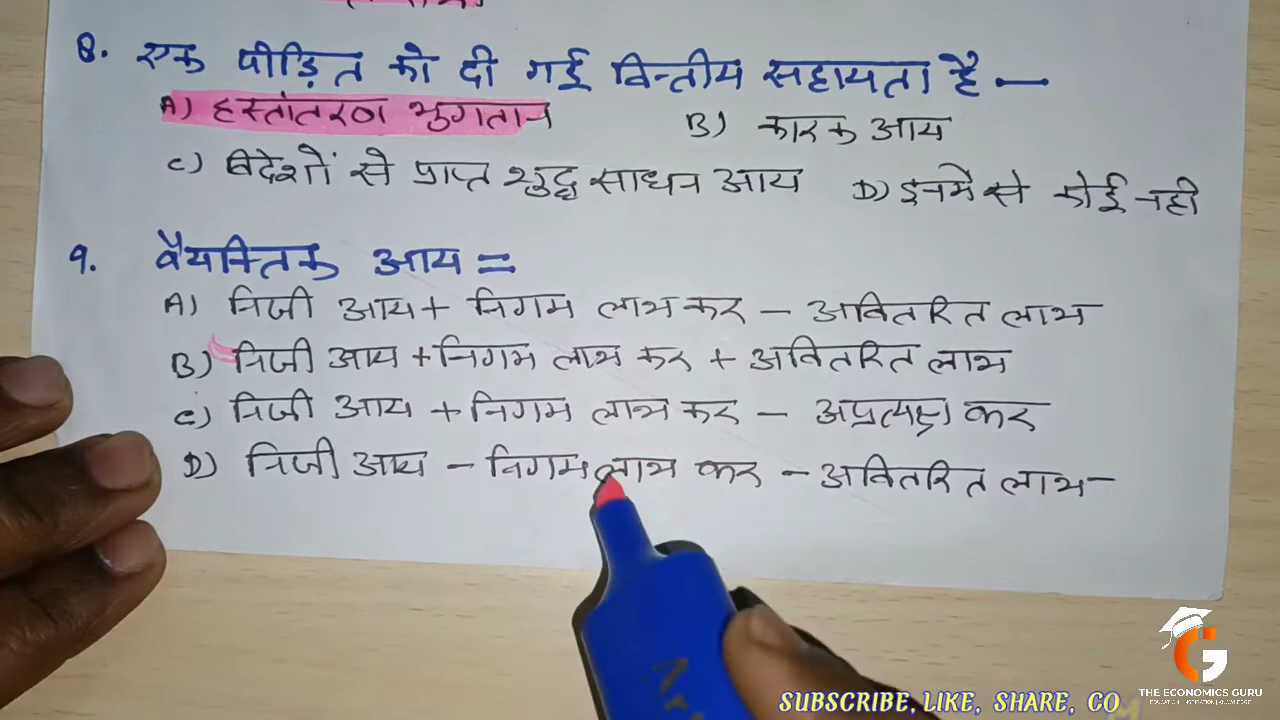 8. एक पीड़ित को दी गई वित्तीय सहायता है —
A) हस्तांतरण भुगतान B) कारक आय
C) विदेशों से प्राप्त शुद्ध साधन आय D) इनमें से कोई नही
9. वैयक्तिक आय =
A) निजी आय + निगम लाभ कर - अवितरित लाभ
B) निजी आय + निगम लाभ कर + अवितरित लाभ
C) निजी आय + निगम लाभ कर - अप्रत्यक्ष कर
D) निजी आय - निगम लाभ कर - अवितरित लाभ -
THE ECONOMICS GURU
SUBSCRIBE, LIKE, SHARE, CO